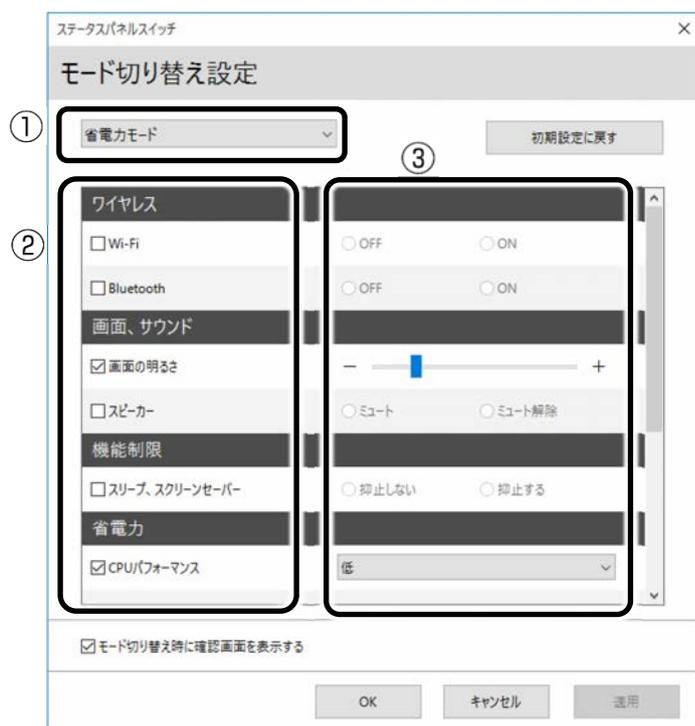 ステータスパネルスイッチ
モード切り替え設定
①
省電力モード
初期設定に戻す
③
②
ワイヤレス
Wi-Fi OFF ON
Bluetooth OFF ON
画面、サウンド
画面の明るさ − +
スピーカー ミュート ミュート解除
機能制限
スリープ、スクリーンセーバー 抑止しない 抑止する
省電力
CPUパフォーマンス 低
モード切り替え時に確認画面を表示する
OK キャンセル 適用